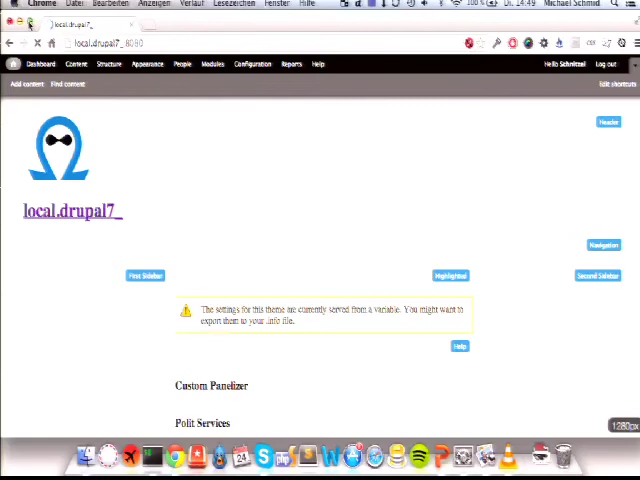 Chrome Datei Bearbeiten Anzeigen Verlauf Lesezeichen Fenster Hilfe 100 % Di. 14:49 Michael Schmid
local.drupal7_
local.drupal7_:8080
Dashboard Content Structure Appearance People Modules Configuration Reports Help Hello Schnitzel Log out
Add content Find content Edit shortcuts
Header
local.drupal7_
Navigation
First Sidebar Highlighted Second Sidebar
The settings for this theme are currently served from a variable. You might want to
export them to your .info file.
Help
Custom Panelizer
Polit Services
1280px
24